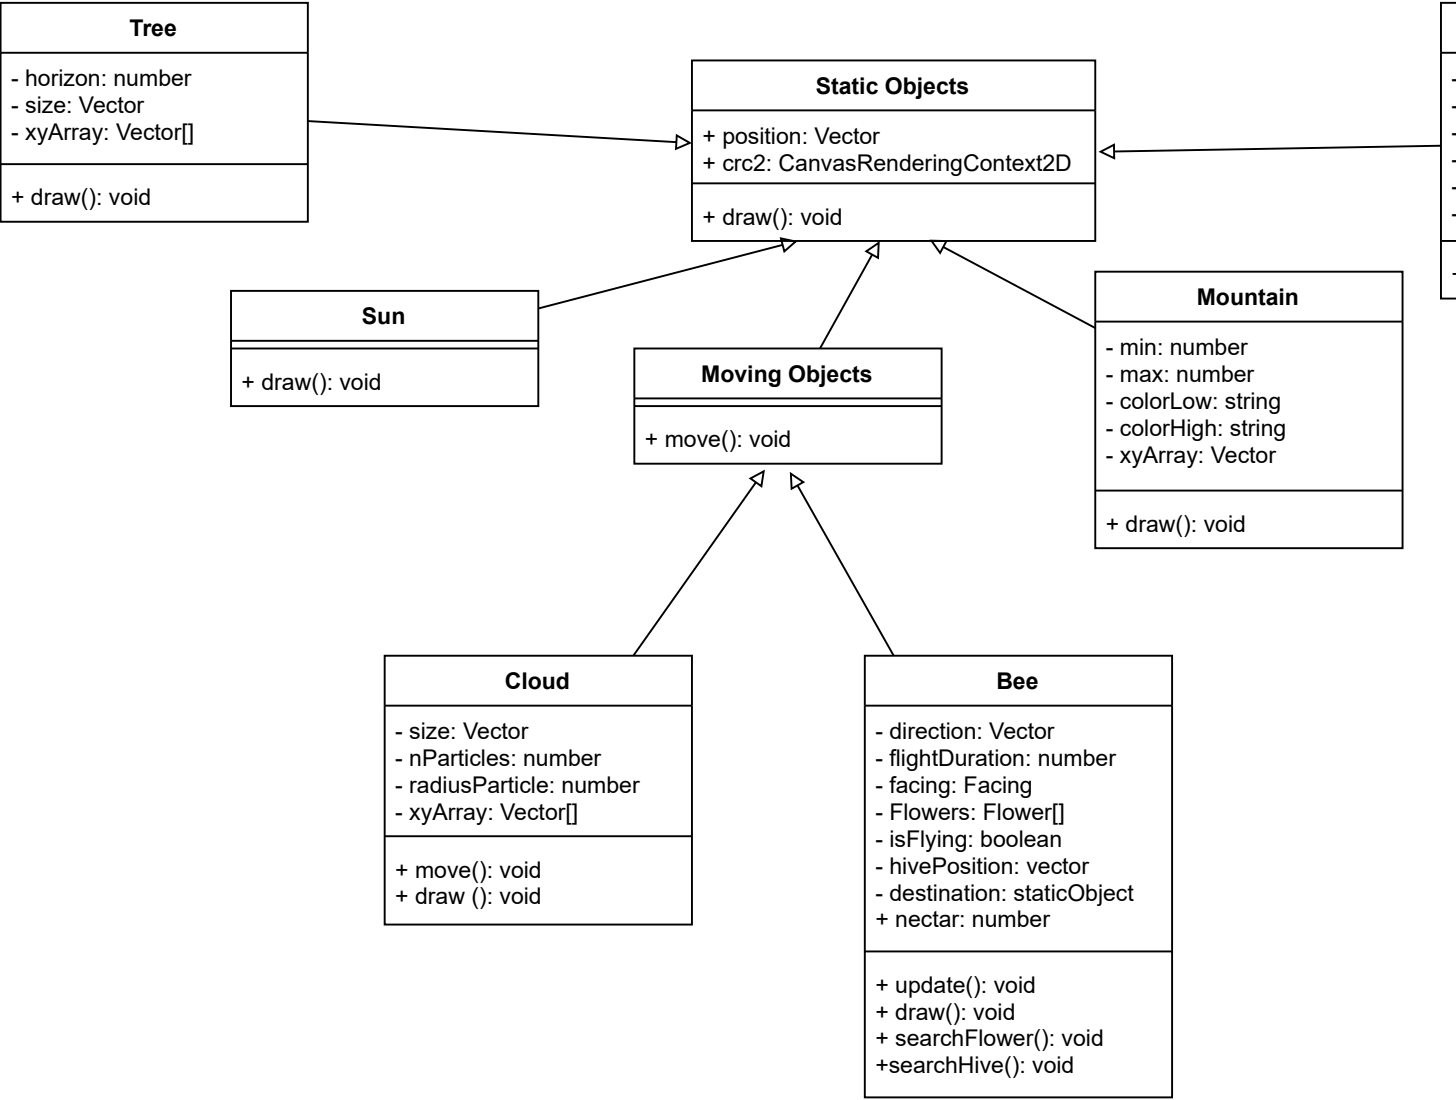 Tree
- horizon: number
- size: Vector
- xyArray: Vector[]
+ draw(): void
Static Objects
+ position: Vector
+ crc2: CanvasRenderingContext2D
+ draw(): void
Sun
+ draw(): void
Moving Objects
+ move(): void
Mountain
- min: number
- max: number
- colorLow: string
- colorHigh: string
- xyArray: Vector
+ draw(): void
Cloud
- size: Vector
- nParticles: number
- radiusParticle: number
- xyArray: Vector[]
+ move(): void
+ draw (): void
Bee
- direction: Vector
- flightDuration: number
- facing: Facing
- Flowers: Flower[]
- isFlying: boolean
- hivePosition: vector
- destination: staticObject
+ nectar: number
+ update(): void
+ draw(): void
+ searchFlower(): void
+searchHive(): void